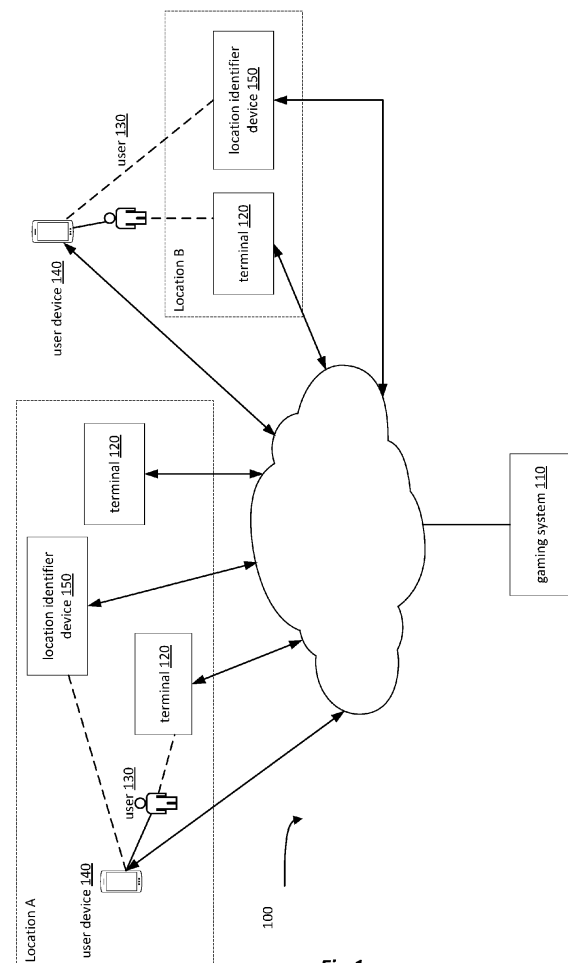 Location A
user device 140
user 130
location identifier
device 150
terminal 120
terminal 120
user device 140
user 130
Location B
terminal 120
location identifier
device 150
100
gaming system 110